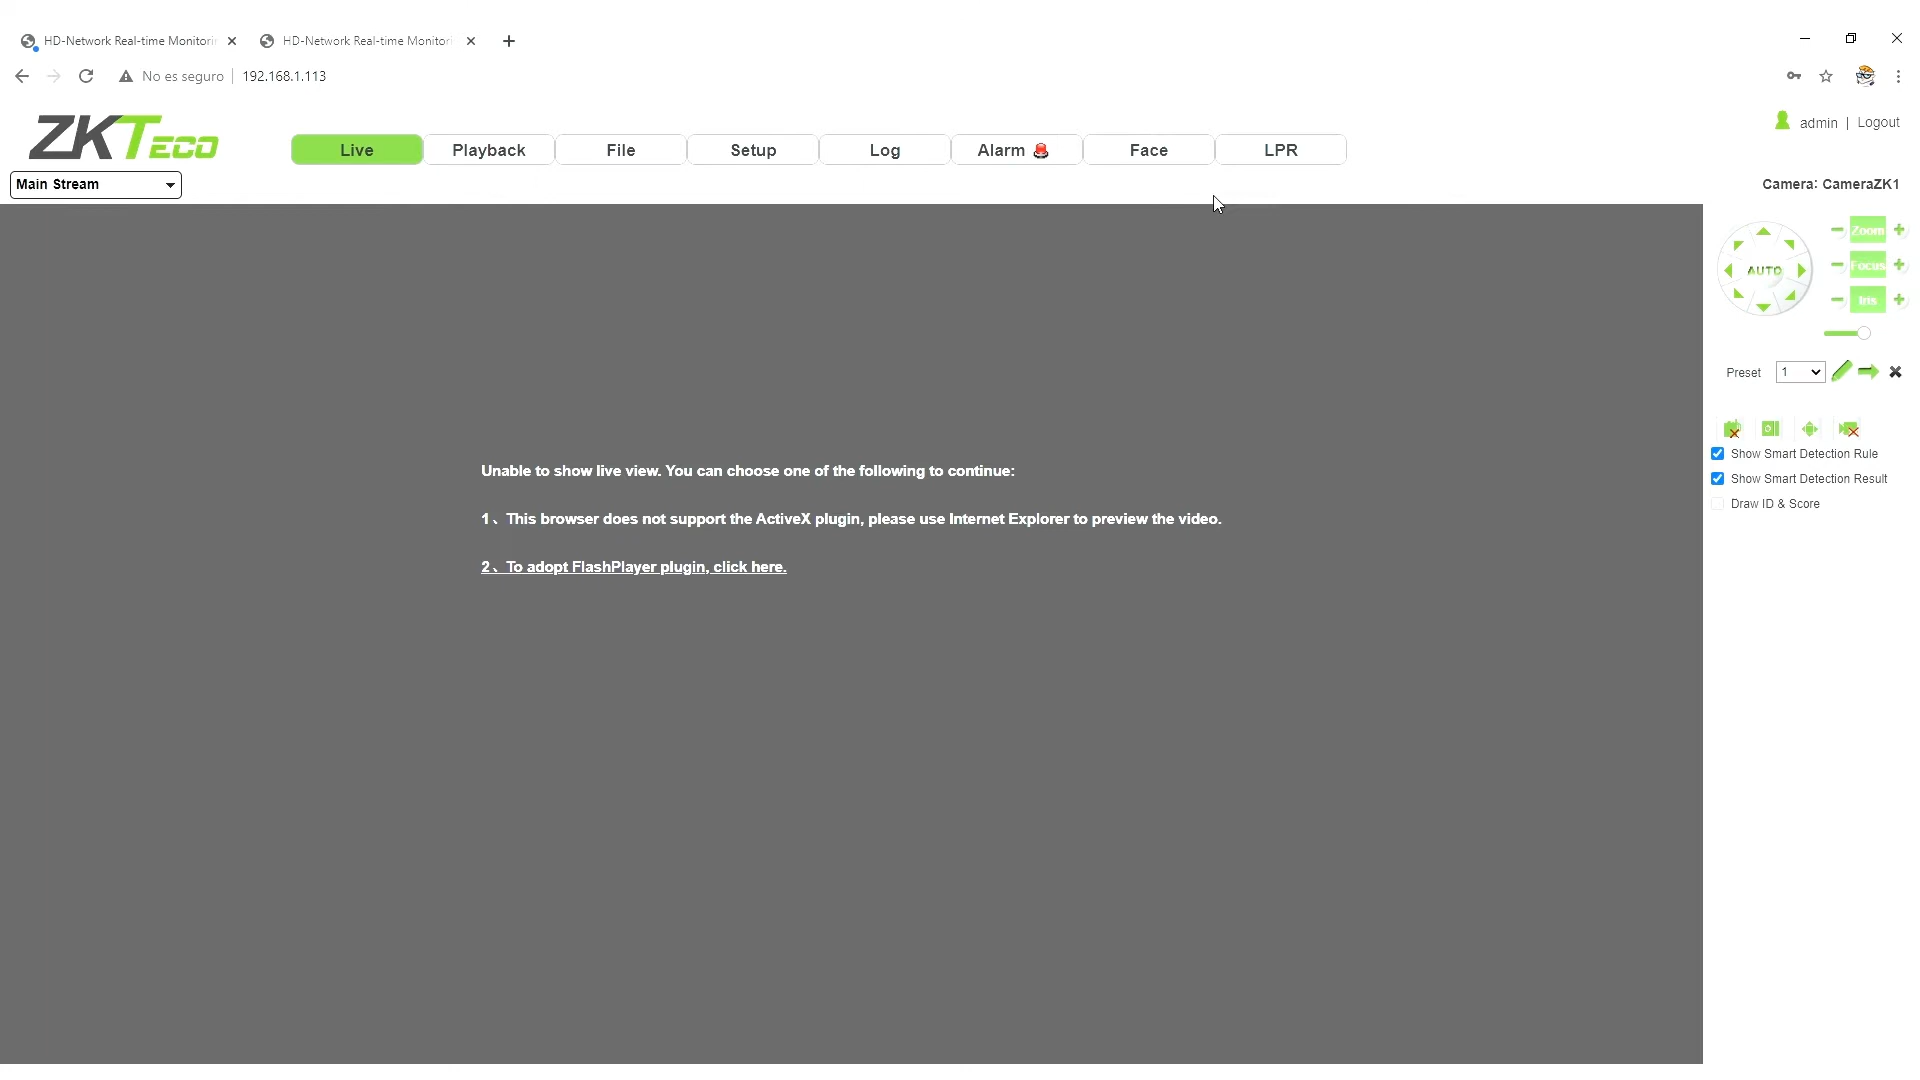 HD-Network Real-time Monitorin
HD-Network Real-time Monitori
No es seguro
192.168.1.113
ZKTeco
Live
Playback
File
Setup
Log
Alarm
Face
LPR
admin | Logout
Main Stream
Camera: CameraZK1
AUTO
Zoom
Focus
Iris
Preset
1
Show Smart Detection Rule
Show Smart Detection Result
Draw ID & Score
Unable to show live view. You can choose one of the following to continue:
1、This browser does not support the ActiveX plugin, please use Internet Explorer to preview the video.
2、To adopt FlashPlayer plugin, click here.